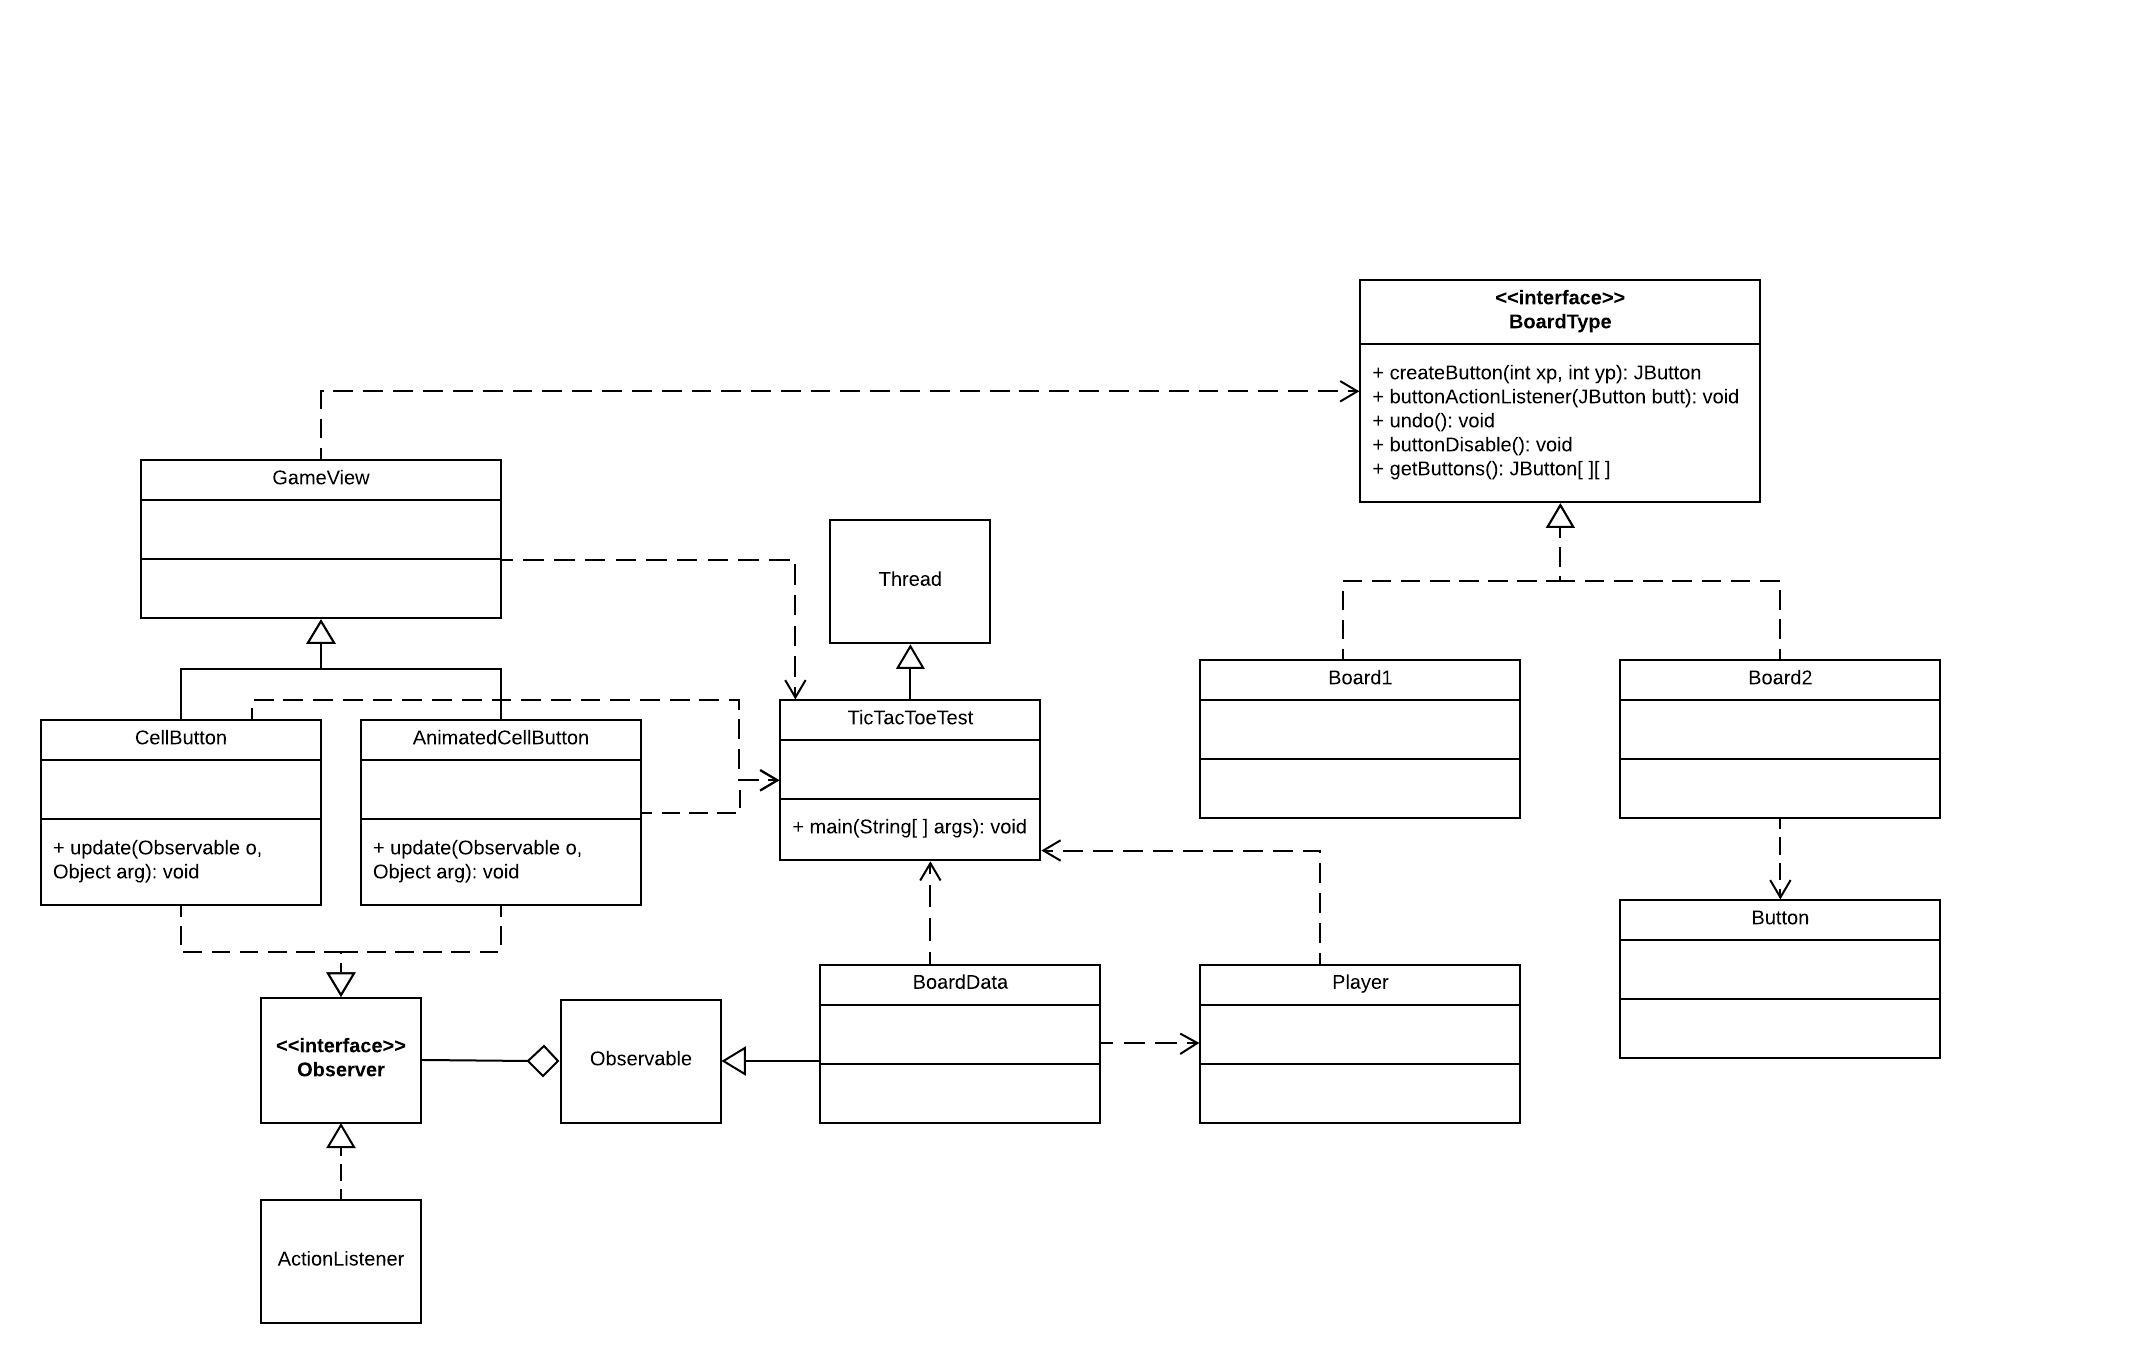 <<interface>>
BoardType
+ createButton(int xp, int yp): JButton
+ buttonActionListener(JButton butt): void
+ undo(): void
+ buttonDisable(): void
+ getButtons(): JButton[ ][ ]
GameView
Thread
Board1
Board2
TicTacToeTest
+ main(String[ ] args): void
CellButton
+ update(Observable o,
Object arg): void
AnimatedCellButton
+ update(Observable o,
Object arg): void
Button
BoardData
Player
<<interface>>
Observer
Observable
ActionListener